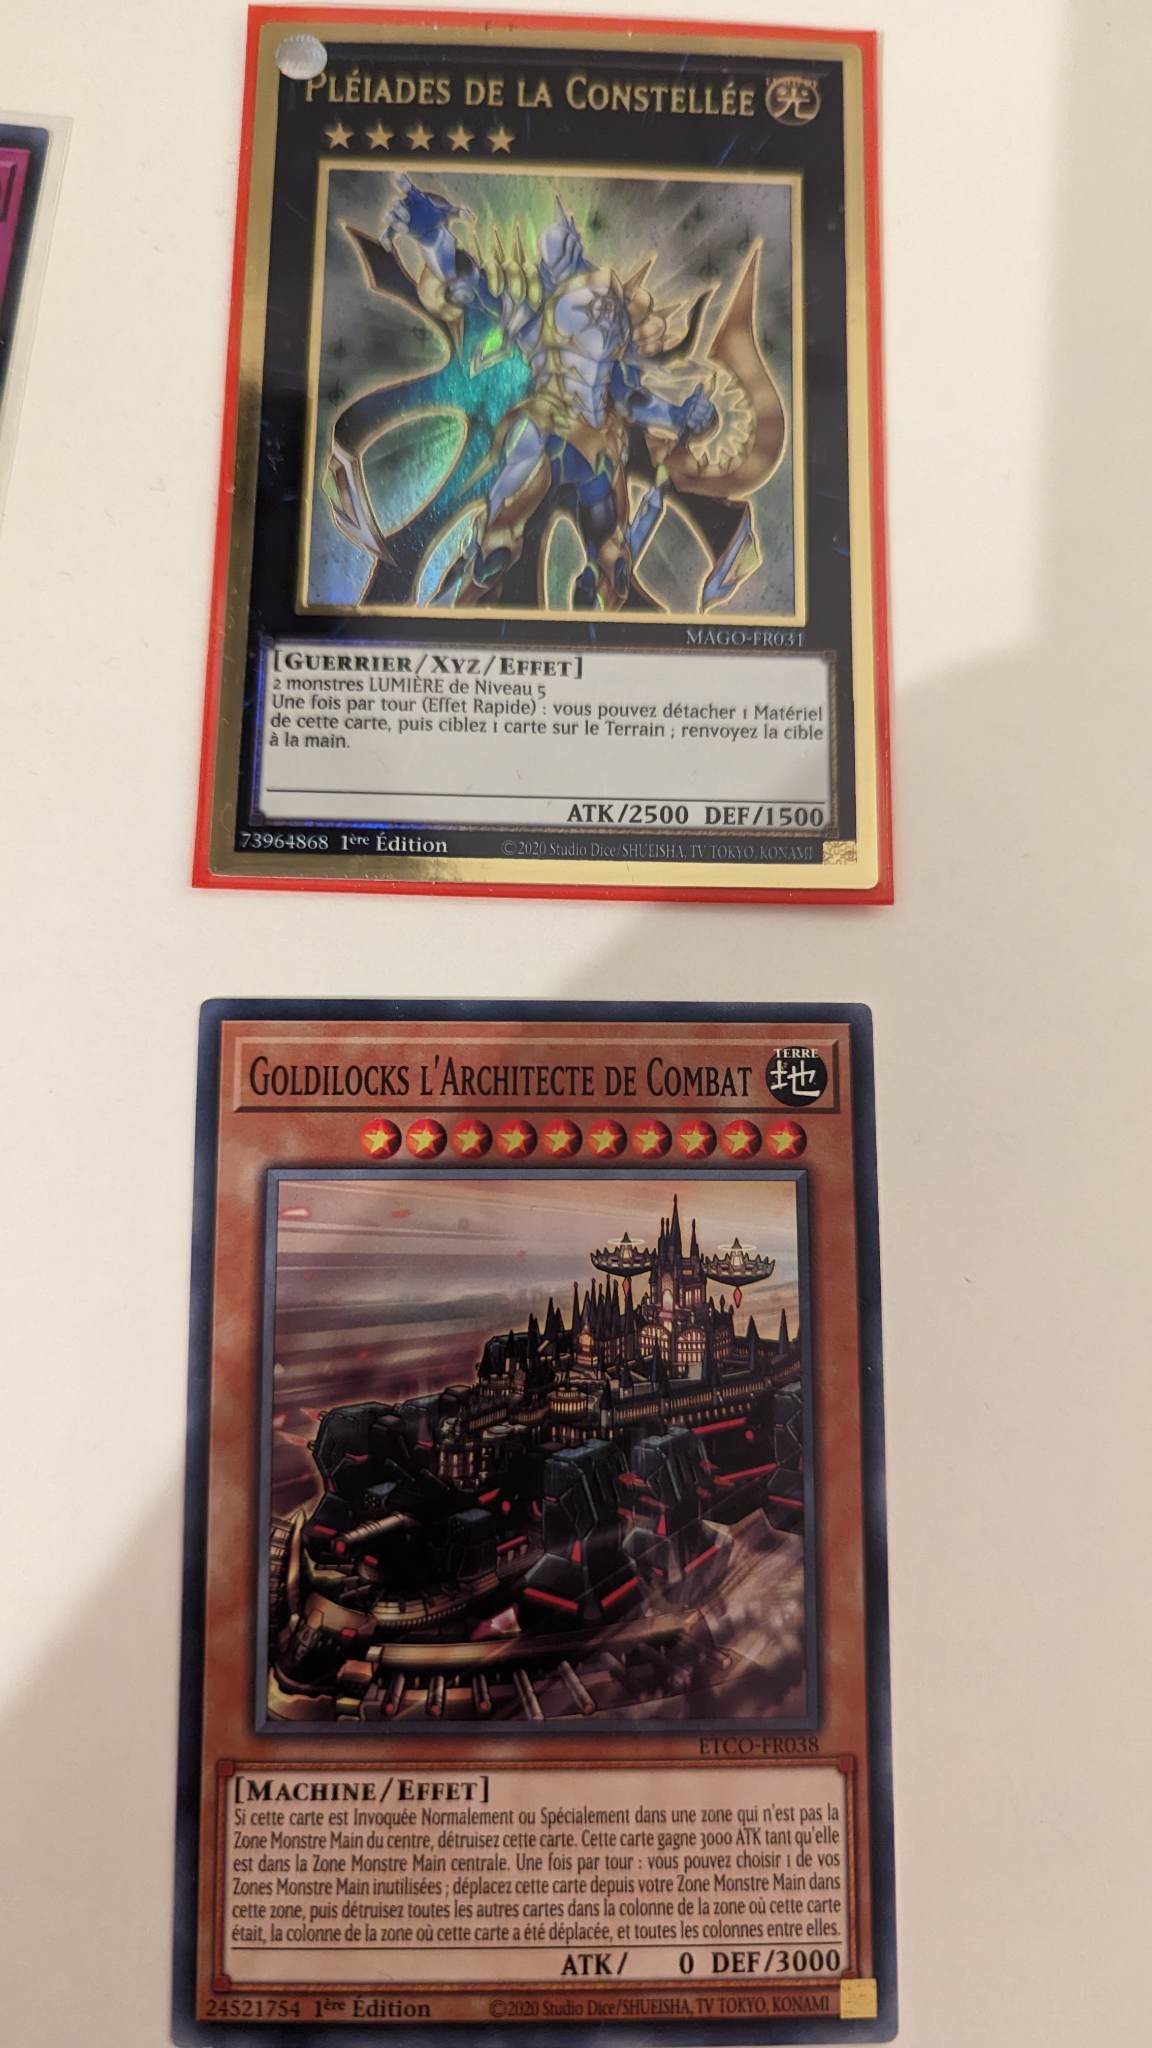 PLÉIADES DE LA CONSTELLÉE
光
MAGO-FR031
[GUERRIER/XYZ/EFFET]
2 monstres LUMIÈRE de Niveau 5
Une fois par tour (Effet Rapide) : vous pouvez détacher 1 Matériel
de cette carte, puis ciblez 1 carte sur le Terrain ; renvoyez la cible
à la main.
ATK/2500 DEF/1500
73964868 1ère Édition ©2020 Studio Dice/SHUEISHA, TV TOKYO, KONAMI
GOLDILOCKS L'ARCHITECTE DE COMBAT
TERRE
地
ETCO-FR038
[MACHINE/EFFET]
Si cette carte est Invoquée Normalement ou Spécialement dans une zone qui n'est pas la
Zone Monstre Main du centre, détruisez cette carte. Cette carte gagne 3000 ATK tant qu'elle
est dans la Zone Monstre Main centrale. Une fois par tour : vous pouvez choisir 1 de vos
Zones Monstre Main inutilisées ; déplacez cette carte depuis votre Zone Monstre Main dans
cette zone, puis détruisez toutes les autres cartes dans la colonne de la zone où cette carte
était, la colonne de la zone où cette carte a été déplacée, et toutes les colonnes entre elles.
ATK/ 0 DEF/3000
24521754 1ère Édition ©2020 Studio Dice/SHUEISHA, TV TOKYO, KONAMI